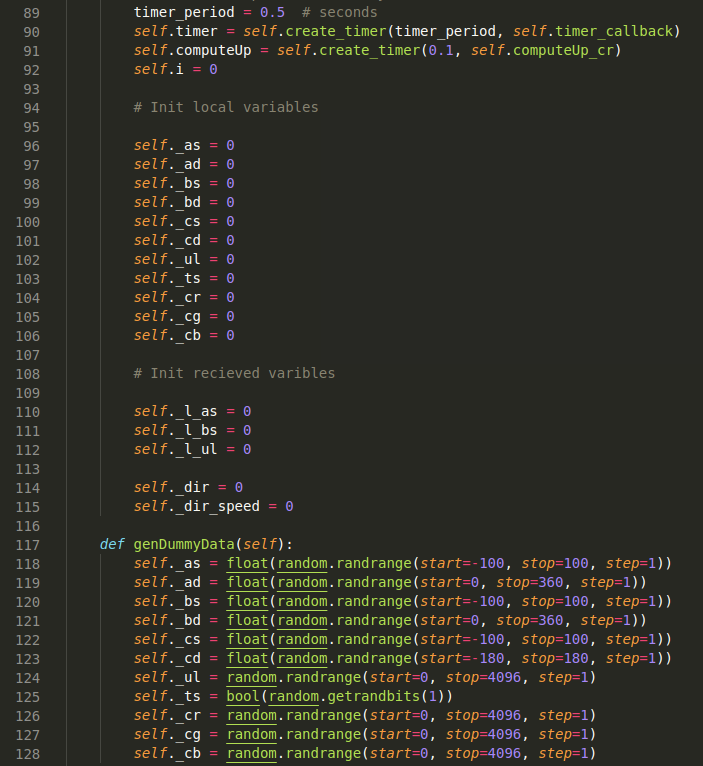 89 timer_period = 0.5  # seconds
90 self.timer = self.create_timer(timer_period, self.timer_callback)
91 self.computeUp = self.create_timer(0.1, self.computeUp_cr)
92 self.i = 0
93
94 # Init local variables
95
96 self._as = 0
97 self._ad = 0
98 self._bs = 0
99 self._bd = 0
100 self._cs = 0
101 self._cd = 0
102 self._ul = 0
103 self._ts = 0
104 self._cr = 0
105 self._cg = 0
106 self._cb = 0
107
108 # Init recieved varibles
109
110 self._l_as = 0
111 self._l_bs = 0
112 self._l_ul = 0
113
114 self._dir = 0
115 self._dir_speed = 0
116
117 def genDummyData(self):
118 self._as = float(random.randrange(start=-100, stop=100, step=1))
119 self._ad = float(random.randrange(start=0, stop=360, step=1))
120 self._bs = float(random.randrange(start=-100, stop=100, step=1))
121 self._bd = float(random.randrange(start=0, stop=360, step=1))
122 self._cs = float(random.randrange(start=-100, stop=100, step=1))
123 self._cd = float(random.randrange(start=-180, stop=180, step=1))
124 self._ul = random.randrange(start=0, stop=4096, step=1)
125 self._ts = bool(random.getrandbits(1))
126 self._cr = random.randrange(start=0, stop=4096, step=1)
127 self._cg = random.randrange(start=0, stop=4096, step=1)
128 self._cb = random.randrange(start=0, stop=4096, step=1)